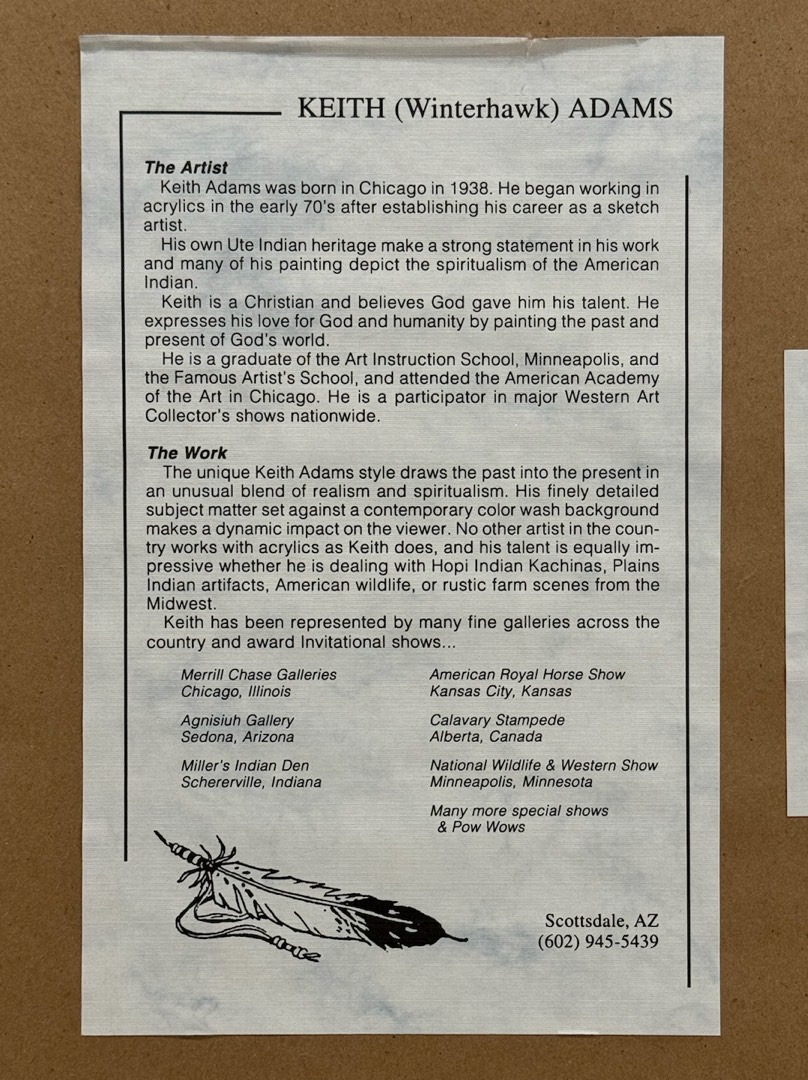 KEITH (Winterhawk) ADAMS
The Artist
Keith Adams was born in Chicago in 1938. He began working in
acrylics in the early 70's after establishing his career as a sketch
artist.
His own Ute Indian heritage make a strong statement in his work
and many of his painting depict the spiritualism of the American
Indian.
Keith is a Christian and believes God gave him his talent. He
expresses his love for God and humanity by painting the past and
present of God's world.
He is a graduate of the Art Instruction School, Minneapolis, and
the Famous Artist's School, and attended the American Academy
of the Art in Chicago. He is a participator in major Western Art
Collector's shows nationwide.
The Work
The unique Keith Adams style draws the past into the present in
an unusual blend of realism and spiritualism. His finely detailed
subject matter set against a contemporary color wash background
makes a dynamic impact on the viewer. No other artist in the coun-
try works with acrylics as Keith does, and his talent is equally im-
pressive whether he is dealing with Hopi Indian Kachinas, Plains
Indian artifacts, American wildlife, or rustic farm scenes from the
Midwest.
Keith has been represented by many fine galleries across the
country and award Invitational shows...
Merrill Chase Galleries
Chicago, Illinois
Agnisiuh Gallery
Sedona, Arizona
Miller's Indian Den
Schererville, Indiana
American Royal Horse Show
Kansas City, Kansas
Calavary Stampede
Alberta, Canada
National Wildlife & Western Show
Minneapolis, Minnesota
Many more special shows
& Pow Wows
Scottsdale, AZ
(602) 945-5439